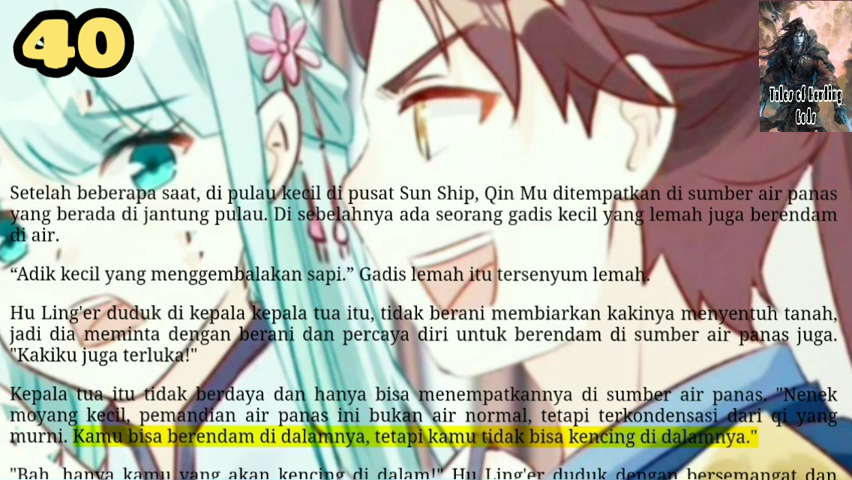 40
Tales of Herding
Gods
Setelah beberapa saat, di pulau kecil di pusat Sun Ship, Qin Mu ditempatkan di sumber air panas
yang berada di jantung pulau. Di sebelahnya ada seorang gadis kecil yang lemah juga berendam
di air.
“Adik kecil yang menggembalakan sapi.” Gadis lemah itu tersenyum lemah.
Hu Ling'er duduk di kepala kepala tua itu, tidak berani membiarkan kakinya menyentuh tanah,
jadi dia meminta dengan berani dan percaya diri untuk berendam di sumber air panas juga.
"Kakiku juga terluka!"
Kepala tua itu tidak berdaya dan hanya bisa menempatkannya di sumber air panas. "Nenek
moyang kecil, pemandian air panas ini bukan air normal, tetapi terkondensasi dari qi yang
murni. Kamu bisa berendam di dalamnya, tetapi kamu tidak bisa kencing di dalamnya."
"Bah, hanya kamu yang akan kencing di dalam!" Hu Ling'er duduk dengan bersemangat dan